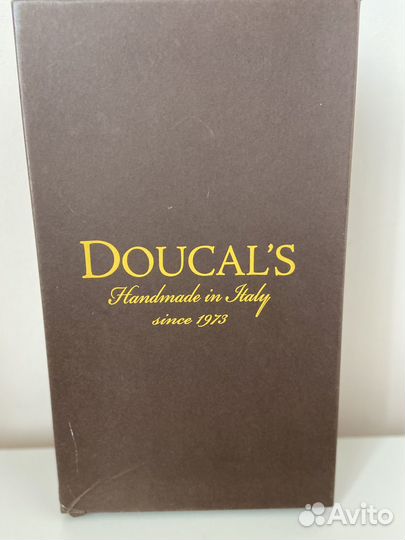 DOUCAL'S
Handmade in Italy
since 1973
Avito